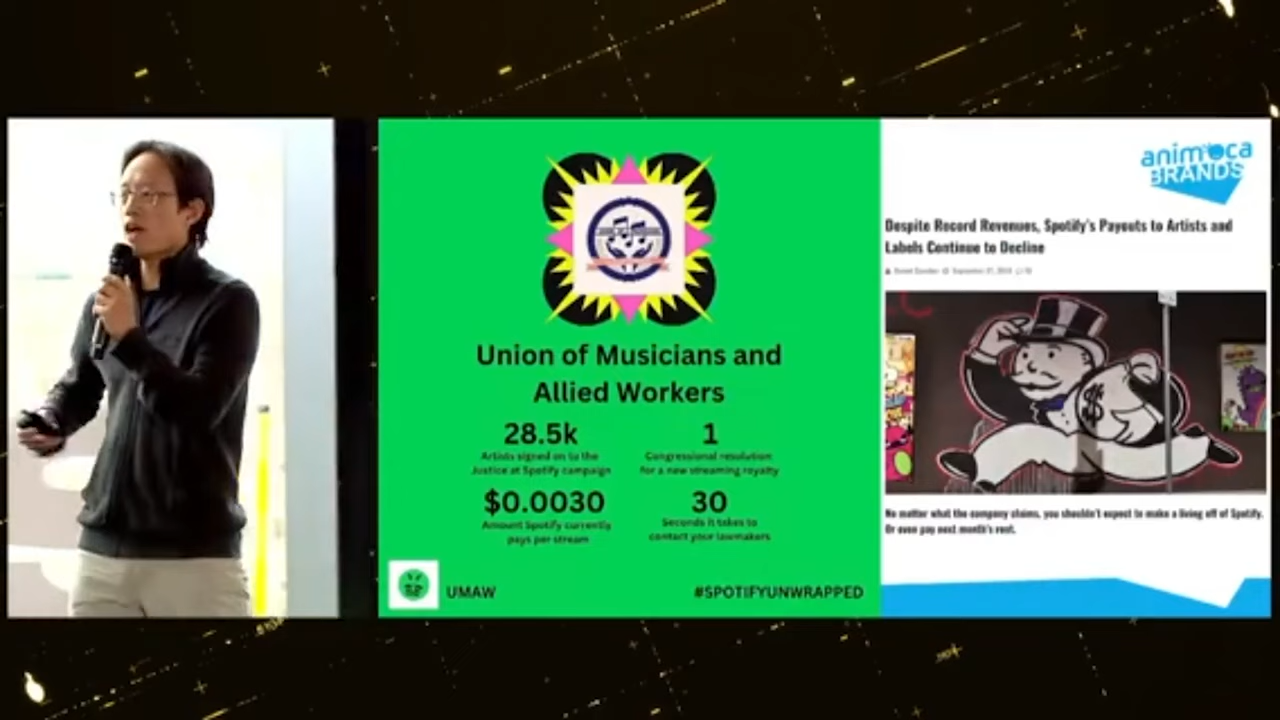 Union of Musicians and
Allied Workers
28.5k
Artists signed on to the
Justice at Spotify campaign
1
Congressional resolution
for a new streaming royalty
$0.0030
Amount Spotify currently
pays per stream
30
Seconds it takes to
contact your lawmakers
UMAW
#SPOTIFYUNWRAPPED
animoca
BRANDS
Despite Record Revenues, Spotify's Payouts to Artists and
Labels Continue to Decline
$
No matter what the company claims, you shouldn't expect to make a living off of Spotify.
Or even pay next month's rent.